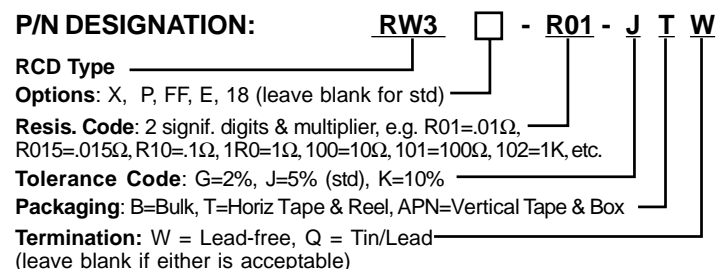 P/N DESIGNATION: RW3 □ - R01 - J T W
RCD Type
Options: X, P, FF, E, 18 (leave blank for std)
Resis. Code: 2 signif. digits & multiplier, e.g. R01=.01Ω,
R015=.015Ω, R10=.1Ω, 1R0=1Ω, 100=10Ω, 101=100Ω, 102=1K, etc.
Tolerance Code: G=2%, J=5% (std), K=10%
Packaging: B=Bulk, T=Horiz Tape & Reel, APN=Vertical Tape & Box
Termination: W = Lead-free, Q = Tin/Lead
(leave blank if either is acceptable)